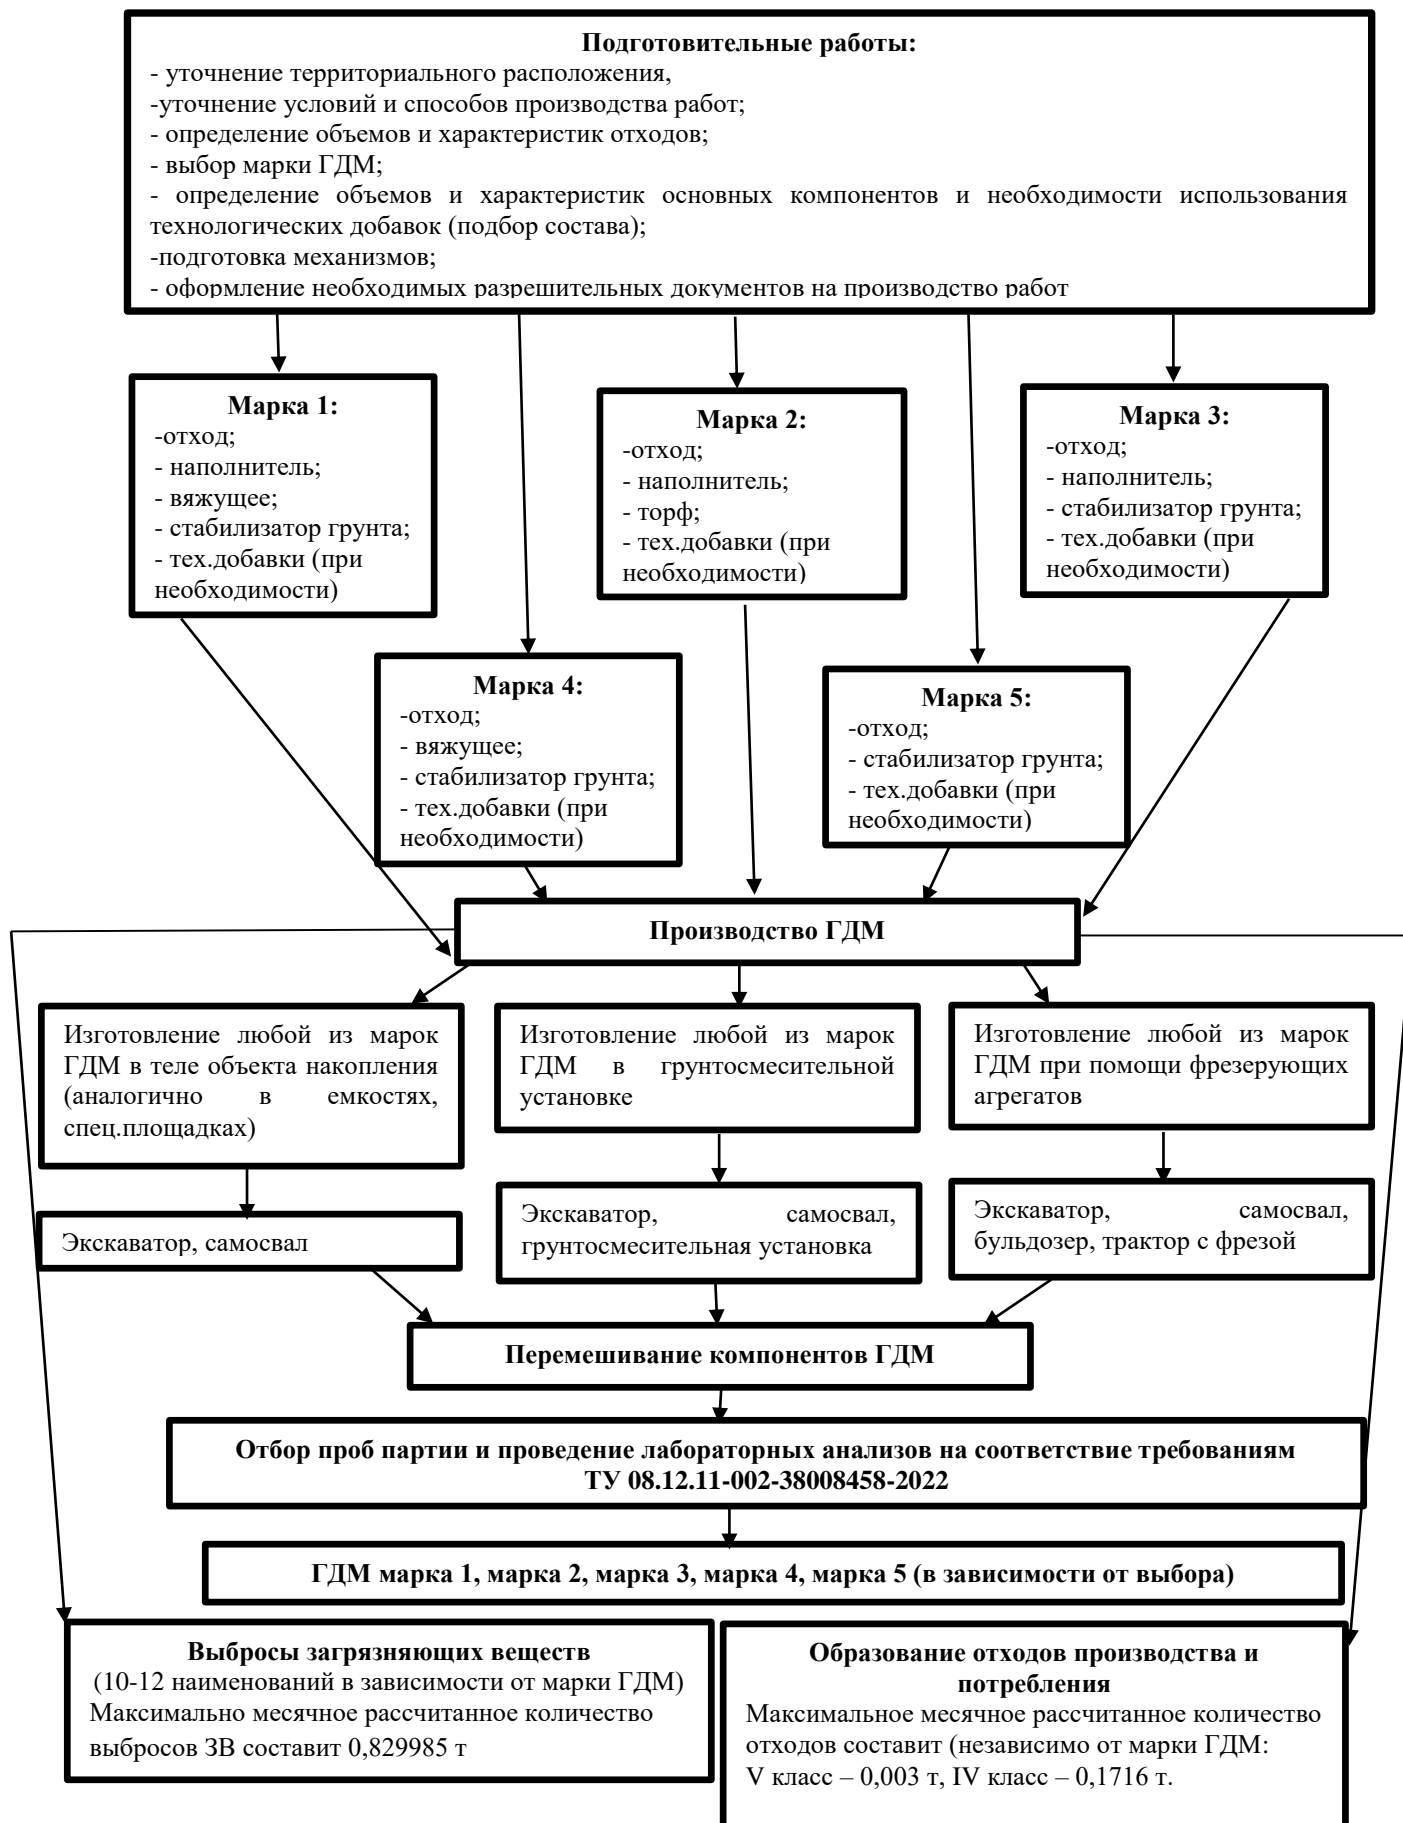 Подготовительные работы:
- уточнение территориального расположения,
-уточнение условий и способов производства работ;
- определение объемов и характеристик отходов;
- выбор марки ГДМ;
- определение объемов и характеристик основных компонентов и необходимости использования
технологических добавок (подбор состава);
-подготовка механизмов;
- оформление необходимых разрешительных документов на производство работ
Марка 1:
-отход;
- наполнитель;
- вяжущее;
- стабилизатор грунта;
- тех.добавки (при
необходимости)
Марка 2:
-отход;
- наполнитель;
- торф;
- тех.добавки (при
необходимости)
Марка 3:
-отход;
- наполнитель;
- стабилизатор грунта;
- тех.добавки (при
необходимости)
Марка 4:
-отход;
- вяжущее;
- стабилизатор грунта;
- тех.добавки (при
необходимости)
Марка 5:
-отход;
- стабилизатор грунта;
- тех.добавки (при
необходимости)
Производство ГДМ
Изготовление любой из марок
ГДМ в теле объекта накопления
(аналогично в емкостях,
спец.площадках)
Изготовление любой из марок
ГДМ в грунтосмесительной
установке
Изготовление любой из марок
ГДМ при помощи фрезерующих
агрегатов
Экскаватор, самосвал
Экскаватор, самосвал,
грунтосмесительная установка
Экскаватор, самосвал,
бульдозер, трактор с фрезой
Перемешивание компонентов ГДМ
Отбор проб партии и проведение лабораторных анализов на соответствие требованиям
ТУ 08.12.11-002-38008458-2022
ГДМ марка 1, марка 2, марка 3, марка 4, марка 5 (в зависимости от выбора)
Выбросы загрязняющих веществ
(10-12 наименований в зависимости от марки ГДМ)
Максимально месячное рассчитанное количество
выбросов ЗВ составит 0,829985 т
Образование отходов производства и
потребления
Максимальное месячное рассчитанное количество
отходов составит (независимо от марки ГДМ:
V класс – 0,003 т, IV класс – 0,1716 т.